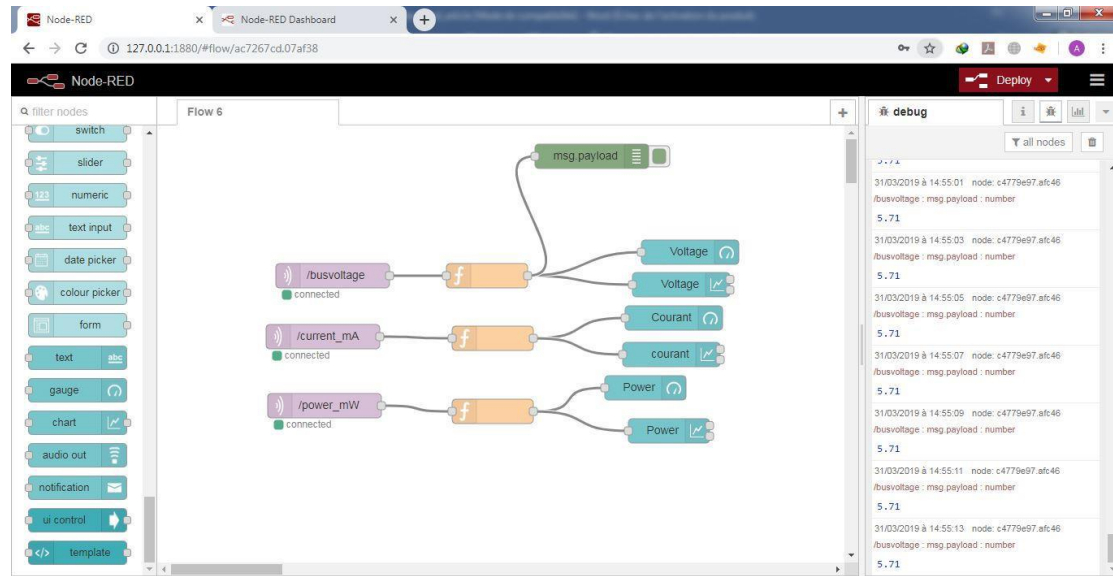 Node-RED
Node-RED Dashboard
127.0.0.1:1880/#flow/ac7267cd.07af38
A
Node-RED
Deploy
filter nodes
switch
slider
123 numeric
abc text input
date picker
colour picker
form
text abc
gauge
chart
audio out
notification
ui control
</> template
Flow 6
msg.payload
/busvoltage
connected
f
Voltage
Voltage
/current_mA
connected
f
Courant
courant
/power_mW
connected
f
Power
Power
debug
i
all nodes
5.71
31/03/2019 à 14:55:01 node: c4779e97.afc46
/busvoltage : msg.payload : number
5.71
31/03/2019 à 14:55:03 node: c4779e97.afc46
/busvoltage : msg.payload : number
5.71
31/03/2019 à 14:55:05 node: c4779e97.afc46
/busvoltage : msg.payload : number
5.71
31/03/2019 à 14:55:07 node: c4779e97.afc46
/busvoltage : msg.payload : number
5.71
31/03/2019 à 14:55:09 node: c4779e97.afc46
/busvoltage : msg.payload : number
5.71
31/03/2019 à 14:55:11 node: c4779e97.afc46
/busvoltage : msg.payload : number
5.71
31/03/2019 à 14:55:13 node: c4779e97.afc46
/busvoltage : msg.payload : number
5.71